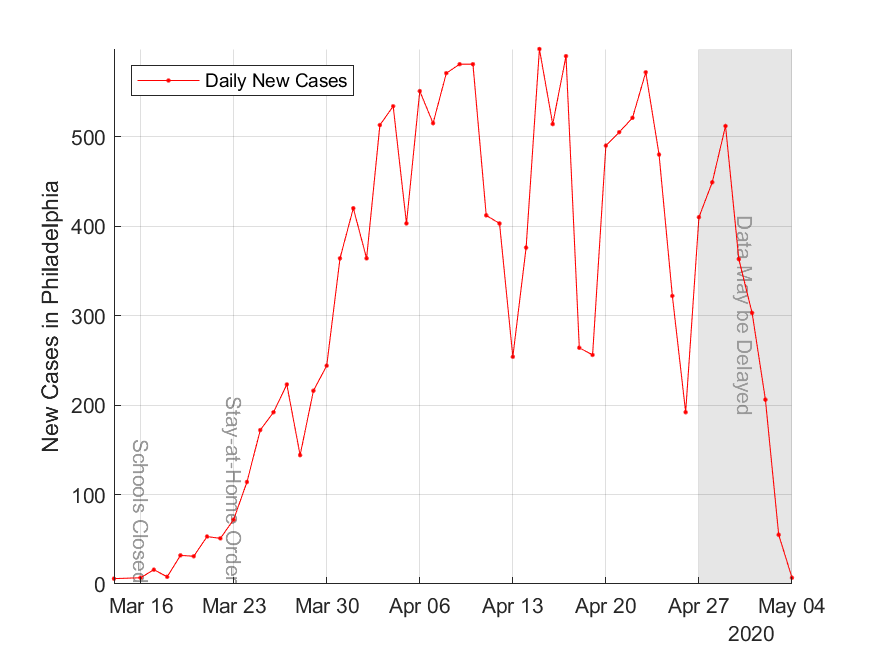 Daily New Cases
New Cases in Philadelphia
500
400
300
200
100
0
Schools Closed
Stay-at-Home Order
Data May be Delayed
Mar 16
Mar 23
Mar 30
Apr 06
Apr 13
Apr 20
Apr 27
May 04
2020